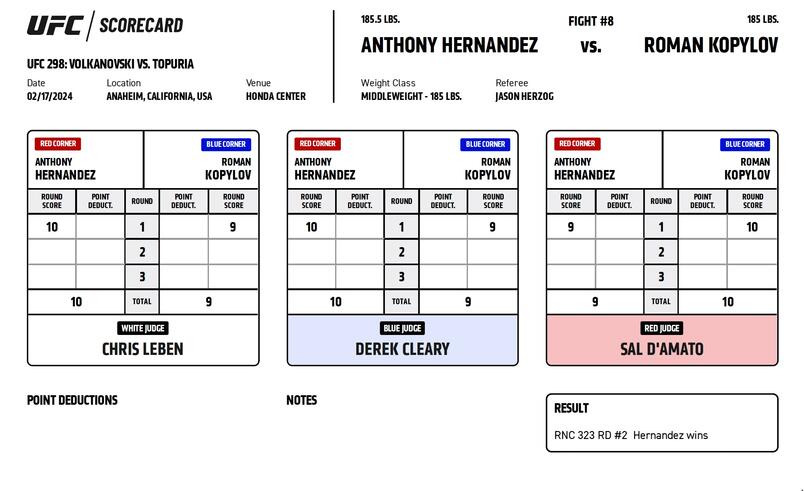 UFC SCORECARD
UFC 298: VOLKANOVSKI VS. TOPURIA
Date Location Venue
02/17/2024 ANAHEIM, CALIFORNIA, USA HONDA CENTER
185.5 LBS. FIGHT #8 185 LBS.
ANTHONY HERNANDEZ VS. ROMAN KOPYLOV
Weight Class Referee
MIDDLEWEIGHT - 185 LBS. JASON HERZOG
RED CORNER BLUE CORNER
ANTHONY ROMAN
HERNANDEZ KOPYLOV
ROUND POINT ROUND POINT ROUND
SCORE DEDUCT. DEDUCT. SCORE
10 1 9
2
3
10 TOTAL 9
WHITE JUDGE
CHRIS LEBEN
RED CORNER BLUE CORNER
ANTHONY ROMAN
HERNANDEZ KOPYLOV
ROUND POINT ROUND POINT ROUND
SCORE DEDUCT. DEDUCT. SCORE
10 1 9
2
3
10 TOTAL 9
BLUE JUDGE
DEREK CLEARY
RED CORNER BLUE CORNER
ANTHONY ROMAN
HERNANDEZ KOPYLOV
ROUND POINT ROUND POINT ROUND
SCORE DEDUCT. DEDUCT. SCORE
9 1 10
2
3
9 TOTAL 10
RED JUDGE
SAL D'AMATO
POINT DEDUCTIONS
NOTES
RESULT
RNC 323 RD #2 Hernandez wins